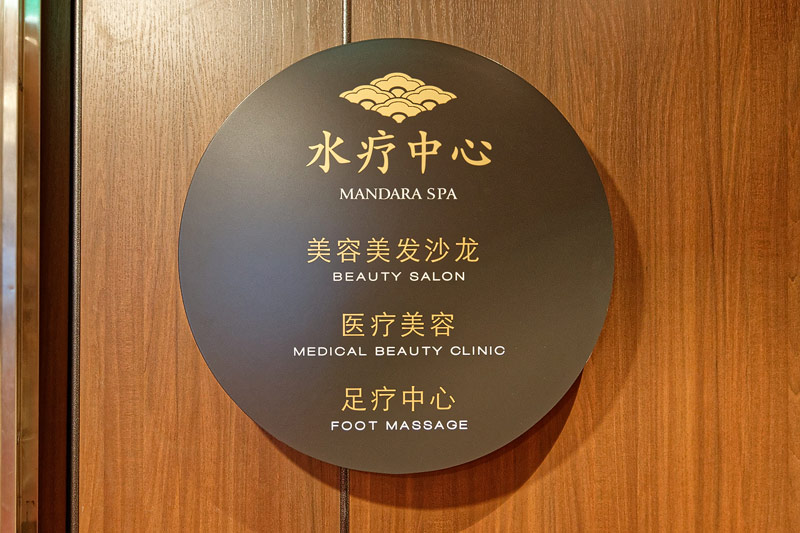 水疗中心
MANDARA SPA
美容美发沙龙
BEAUTY SALON
医疗美容
MEDICAL BEAUTY CLINIC
足疗中心
FOOT MASSAGE